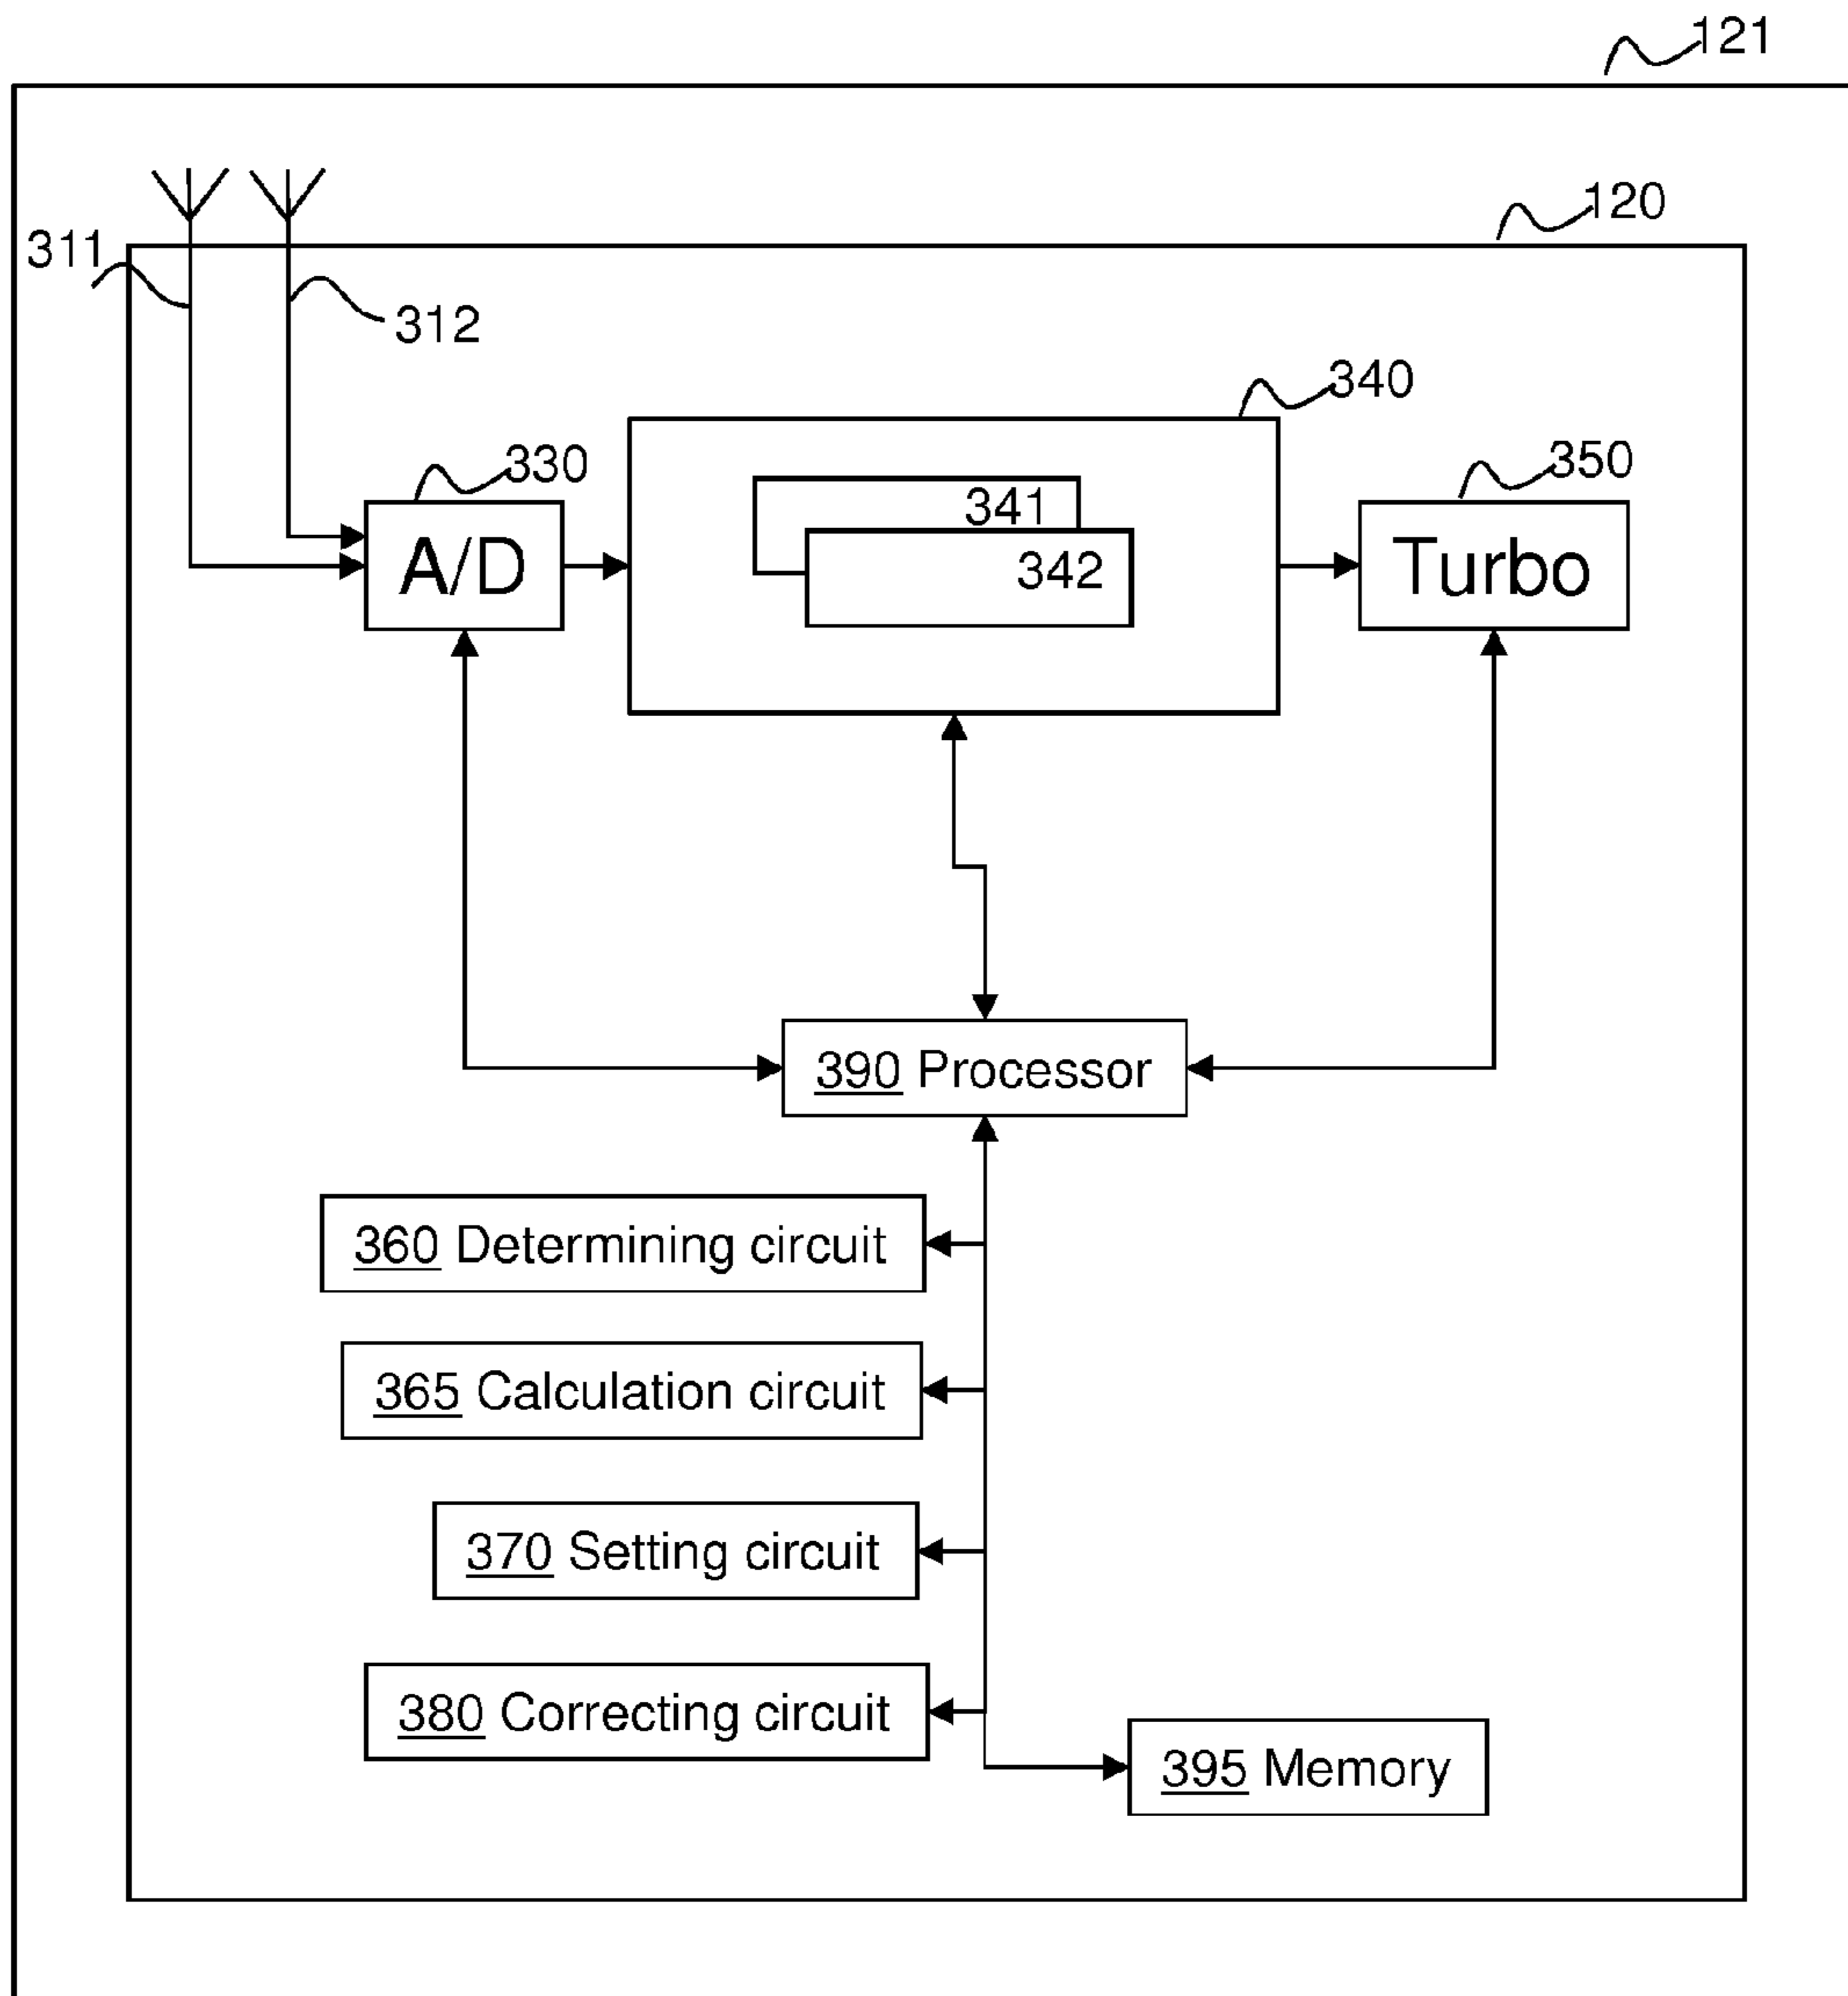 121
120
311
312
340
330
350
341
A/D
342
Turbo
390 Processor
360 Determining circuit
365 Calculation circuit
370 Setting circuit
380 Correcting circuit
395 Memory